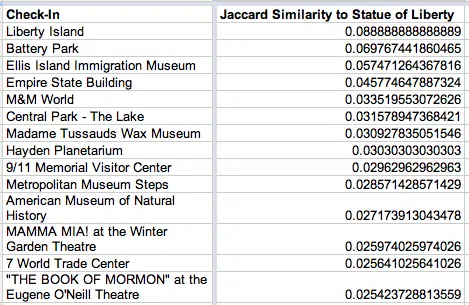 Check-In Jaccard Similarity to Statue of Liberty
Liberty Island 0.088888888888889
Battery Park 0.069767441860465
Ellis Island Immigration Museum 0.057471264367816
Empire State Building 0.045774647887324
M&M World 0.033519553072626
Central Park - The Lake 0.031578947368421
Madame Tussauds Wax Museum 0.030927835051546
Hayden Planetarium 0.03030303030303
9/11 Memorial Visitor Center 0.02962962962963
Metropolitan Museum Steps 0.028571428571429
American Museum of Natural
History 0.027173913043478
MAMMA MIA! at the Winter
Garden Theatre 0.025974025974026
7 World Trade Center 0.025641025641026
"THE BOOK OF MORMON" at the
Eugene O'Neill Theatre 0.025423728813559